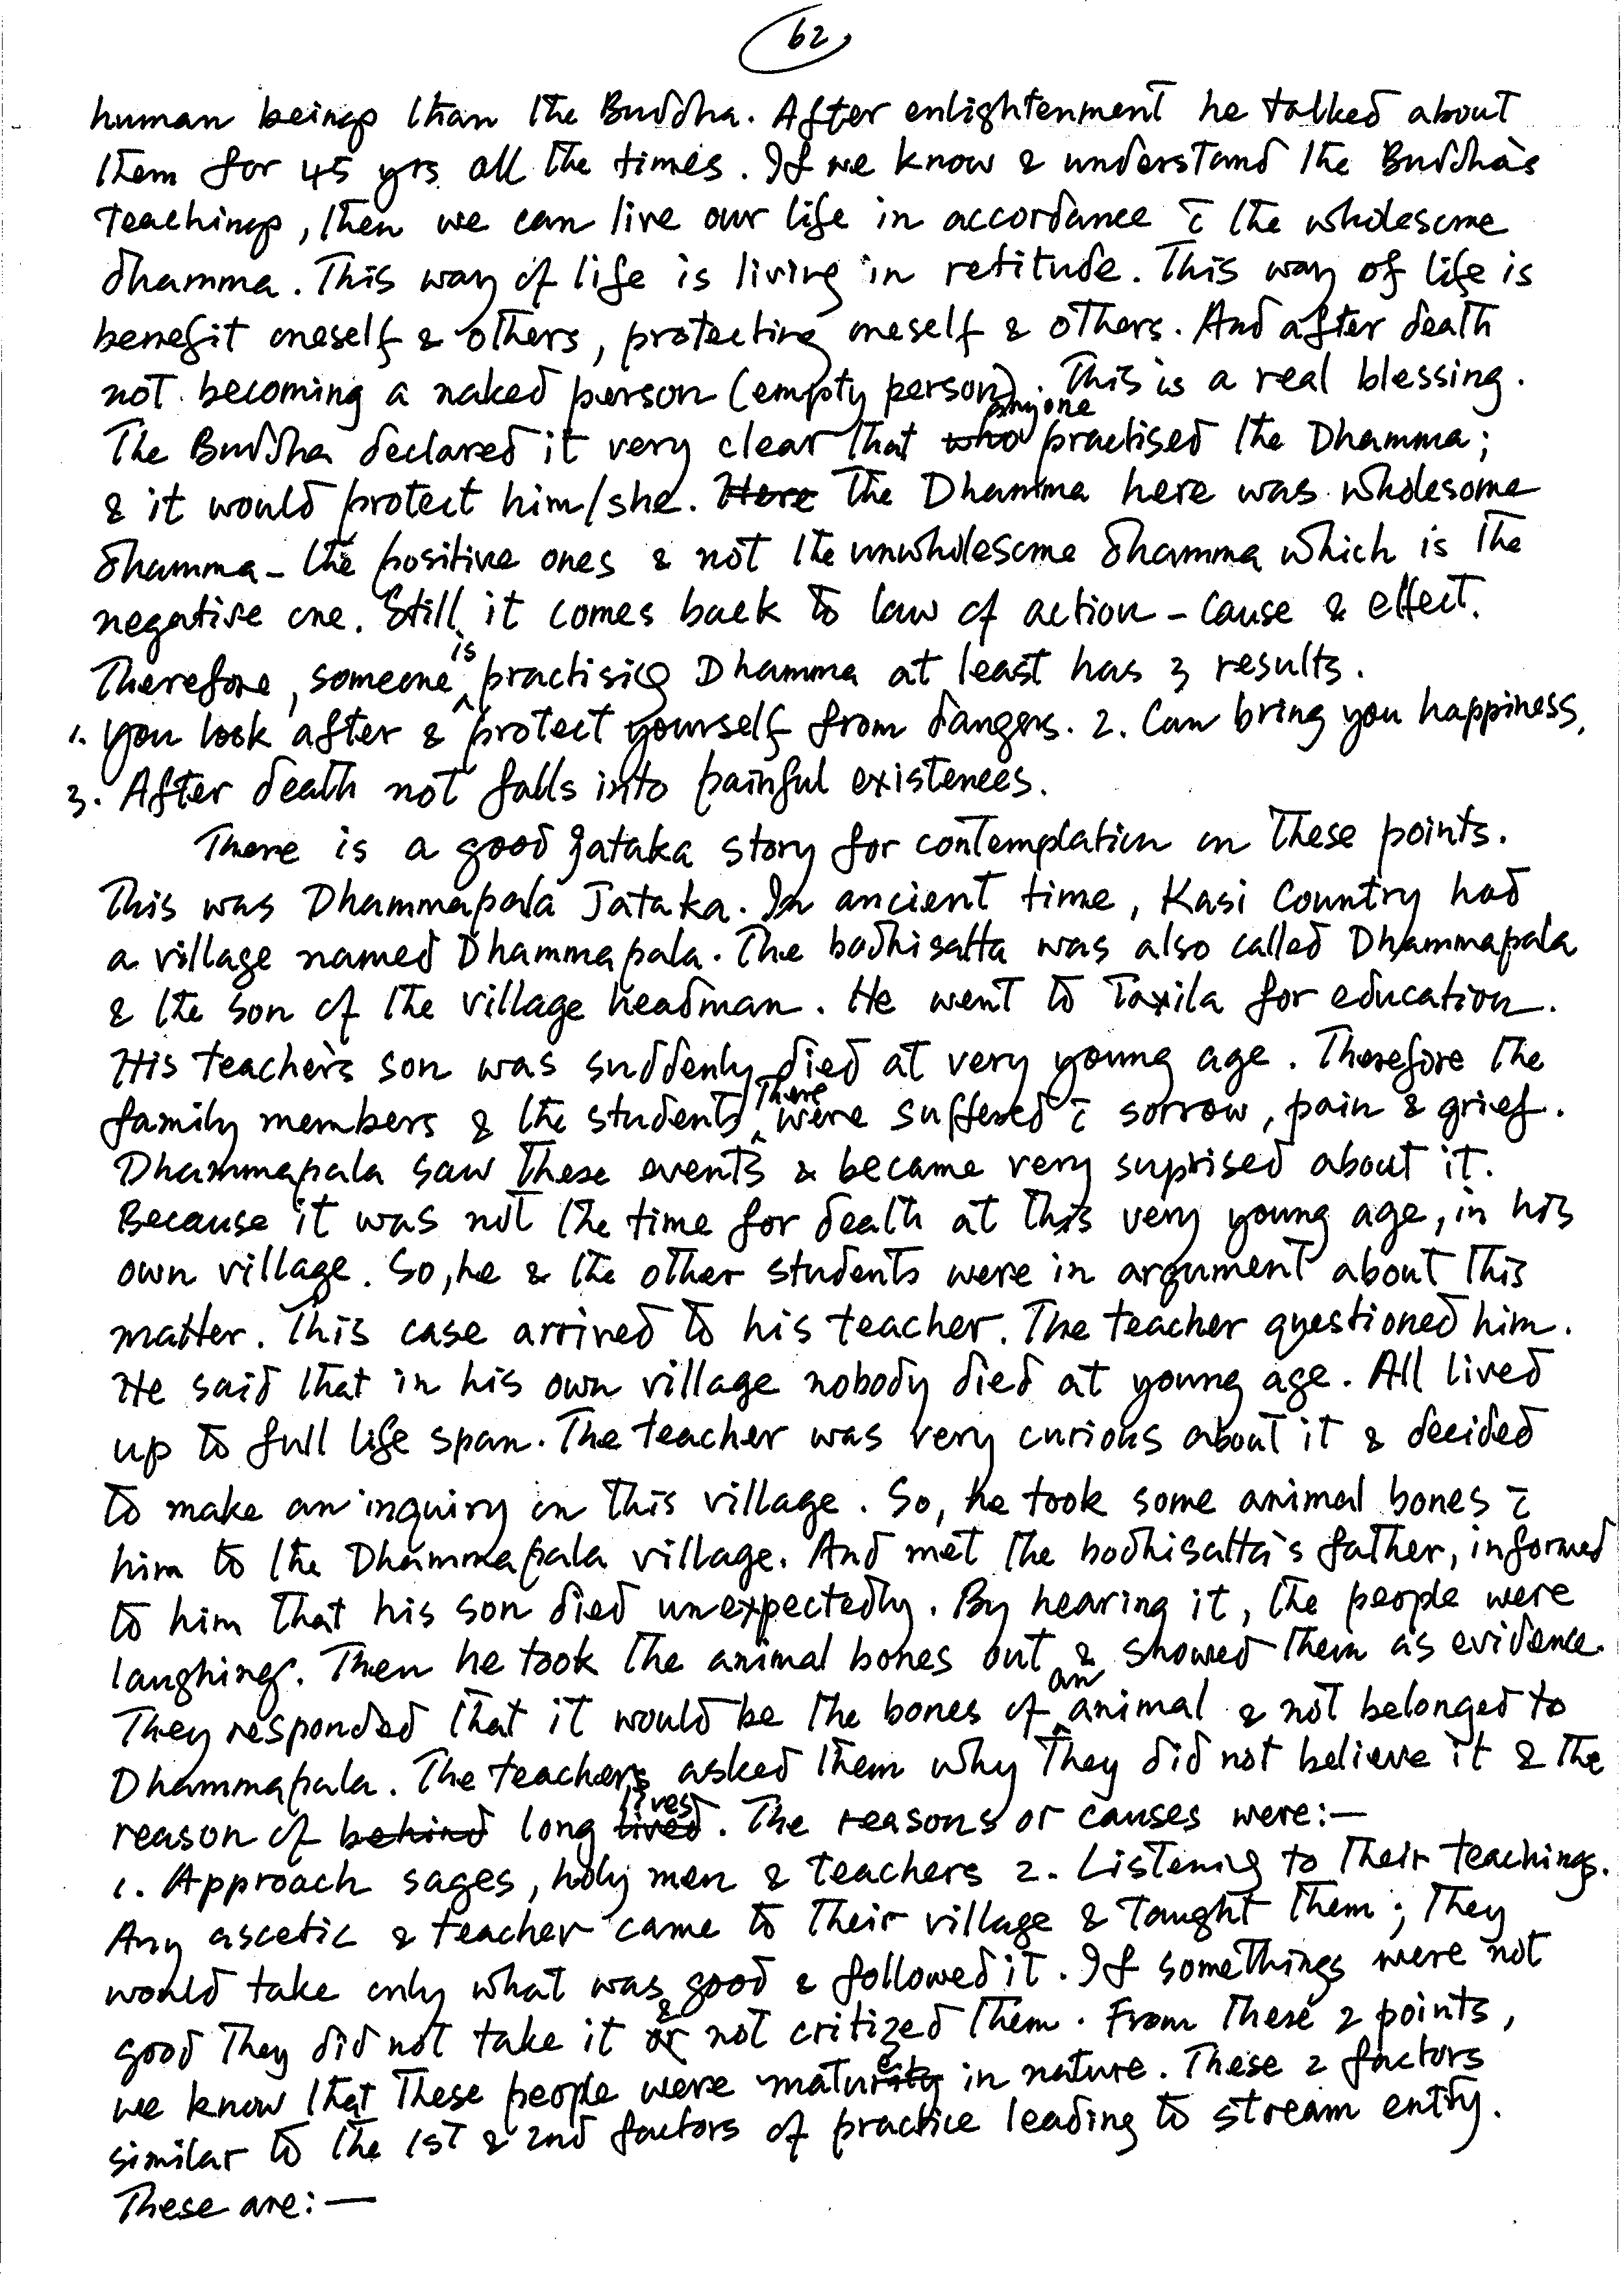 62
human beings than the Buddha. After enlightenment he talked about
them for 45 yrs all the times. If we know & understand the Buddha's
teachings, then we can live our life in accordance c̄ the wholesome
dhamma. This way of life is living in retitude. This way of life is
benefit oneself & others, protecting oneself & others. And after death
not becoming a naked person (empty person). This is a real blessing.
The Buddha declared it very clear that anyone practised the Dhamma;
& it would protect him/she. The Dhamma here was wholesome
dhamma - the positive ones & not the unwholesome dhamma which is the
negative one. Still, it comes back to law of action - cause & effect.
Therefore, someone is practising Dhamma at least has 3 results.
1. You look after & protect yourself from dangers. 2. Can bring you happiness.
3. After death not falls into painful existences.
There is a good Jataka story for contemplation on these points.
This was Dhammapala Jataka. In ancient time, Kasi Country had
a village named Dhammapala. The bodhisatta was also called Dhammapala
& the son of the village headman. He went to Taxila for education.
His teacher's son was suddenly died at very young age. Therefore the
family members & the students there were suffered c̄ sorrow, pain & grief.
Dhammapala saw these events & became very suprised about it.
Because it was not the time for death at this very young age, in his
own village. So, he & the other students were in argument about this
matter. This case arrived to his teacher. The teacher questioned him.
He said that in his own village nobody died at young age. All lived
up to full life span. The teacher was very curious about it & decided
to make an inquiry on this village. So, he took some animal bones c̄
him to the Dhammapala village. And met the bodhisatta's father, informed
to him that his son died unexpectedly. By hearing it, the people were
laughing. Then he took the animal bones out & showed them as evidence.
They responded that it would be the bones of an animal & not belonged to
Dhammapala. The teachers asked them why they did not believe it & the
reason of long lives. The reasons or causes were:—
1. Approach sages, holy men & teachers 2. Listening to their teachings.
Any ascetic & teacher came to their village & taught them; they
would take only what was good & followed it. If somethings were not
good they did not take it & not critized them. From these 2 points,
we know that these people were mature in nature. These 2 factors
similar to the 1st & 2nd factors of practice leading to stream entry.
These are:—